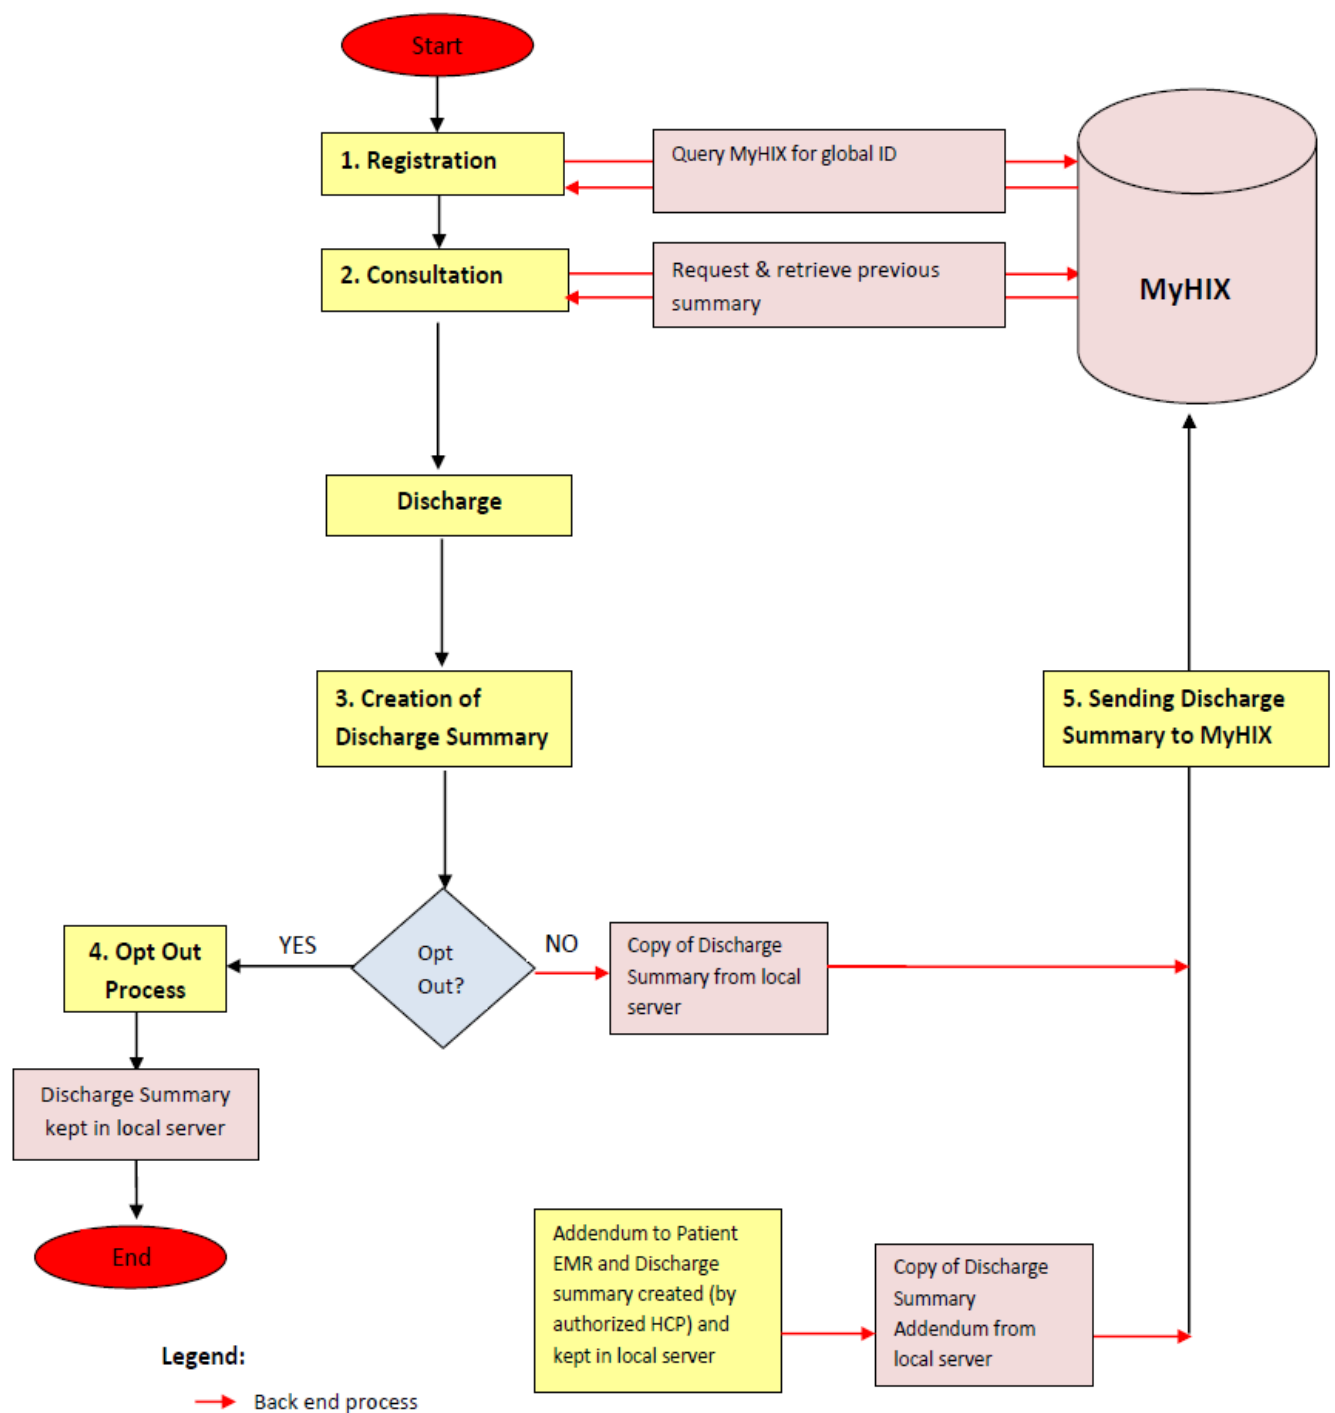 Start
1. Registration
Query MyHIX for global ID
2. Consultation
Request & retrieve previous
summary
MyHIX
Discharge
3. Creation of
Discharge Summary
5. Sending Discharge
Summary to MyHIX
Opt
Out?
YES
NO
4. Opt Out
Process
Copy of Discharge
Summary from local
server
Discharge Summary
kept in local server
End
Addendum to Patient
EMR and Discharge
summary created (by
authorized HCP) and
kept in local server
Copy of Discharge
Summary
Addendum from
local server
Legend:
Back end process